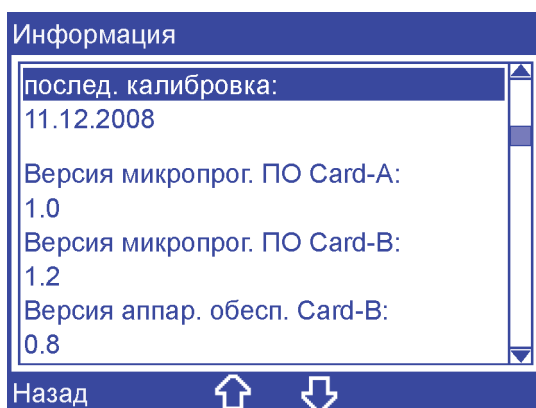 Информация
послед. калибровка:
11.12.2008
Версия микропрог. ПО Card-A:
1.0
Версия микропрог. ПО Card-B:
1.2
Версия аппар. обесп. Card-B:
0.8
Назад